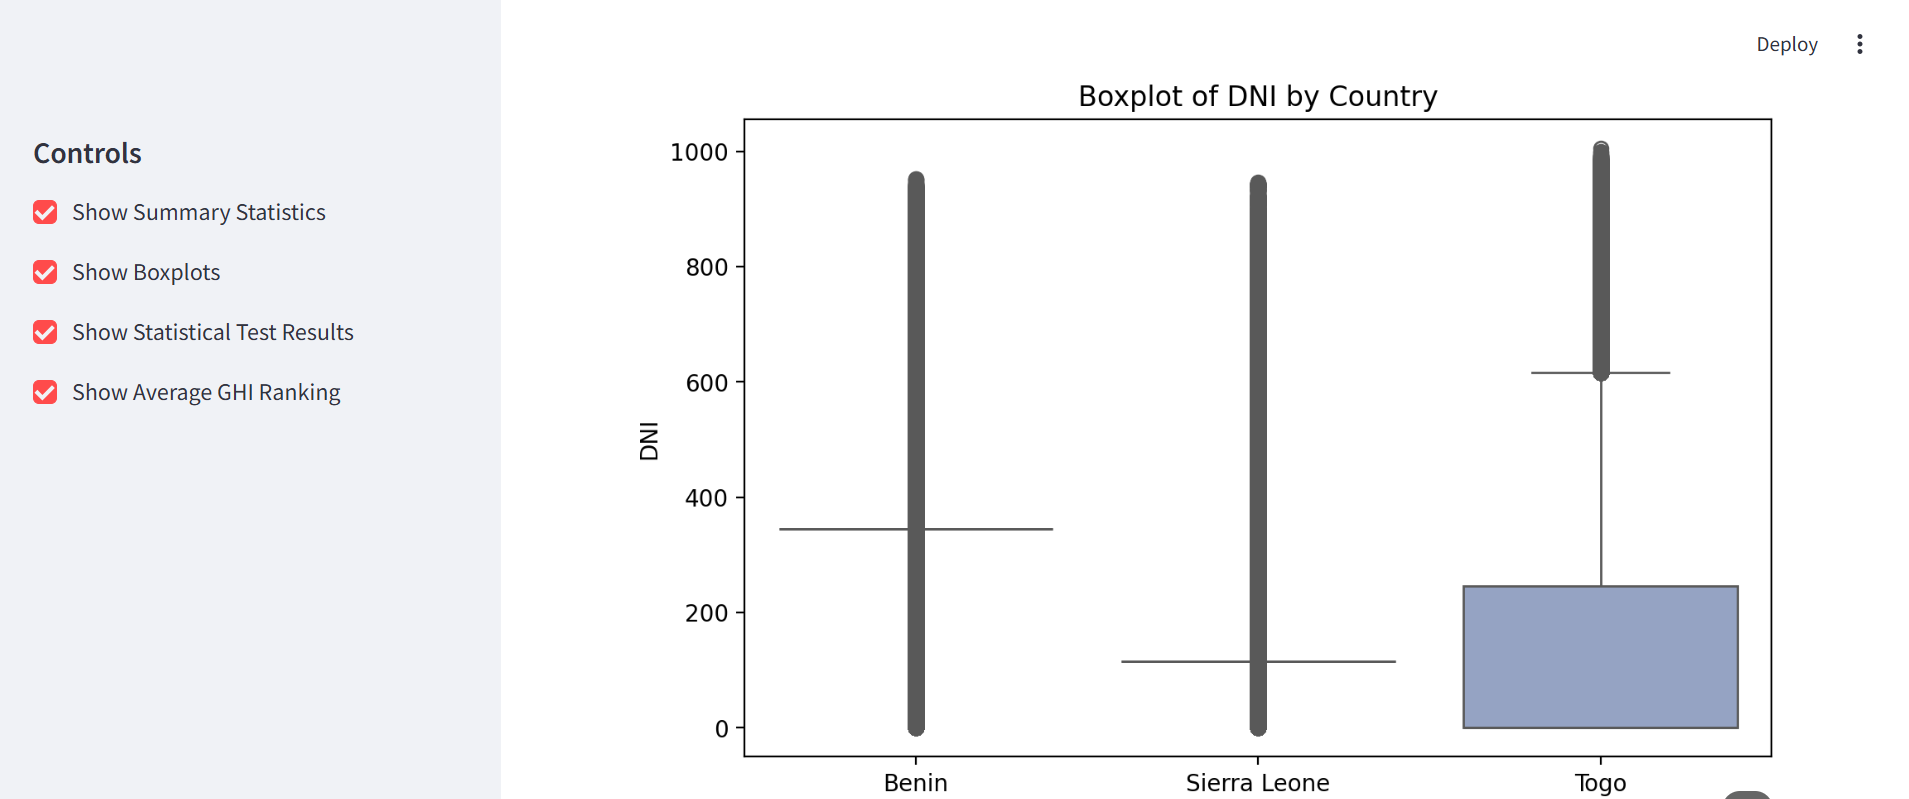 Deploy
Controls
Show Summary Statistics
Show Boxplots
Show Statistical Test Results
Show Average GHI Ranking
Boxplot of DNI by Country
1000
800
600
400
200
0
DNI
Benin
Sierra Leone
Togo